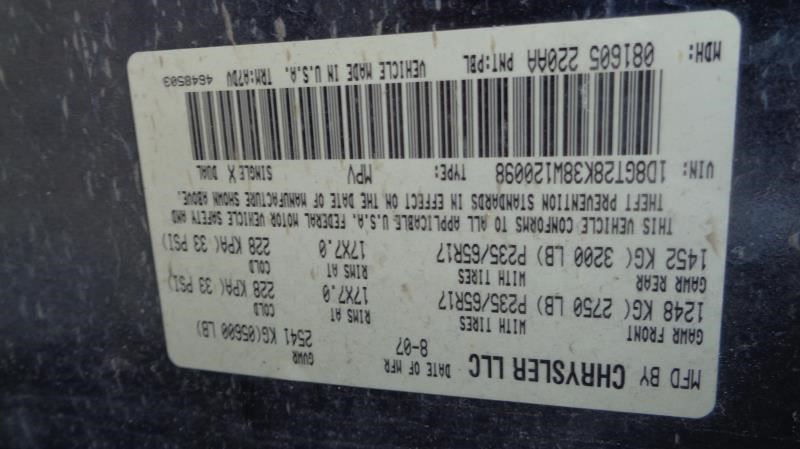 MFD BY CHRYSLER LLC DATE OF MFR 8-07 GVWR 2541 KG(05600 LB)
GAWR FRONT WITH TIRES RIMS AT COLD
1248 KG( 2750 LB) P235/65R17 17X7.0 228 KPA( 33 PSI)
GAWR REAR WITH TIRES RIMS AT COLD
1452 KG( 3200 LB) P235/65R17 17X7.0 228 KPA( 33 PSI)
THIS VEHICLE CONFORMS TO ALL APPLICABLE U.S.A. FEDERAL MOTOR VEHICLE SAFETY AND
THEFT PREVENTION STANDARDS IN EFFECT ON THE DATE OF MANUFACTURE SHOWN ABOVE.
VIN: 1D8GT28K38W120098 TYPE: MPV SINGLE X DUAL
MDH: 081605 220AA PNT:PBL VEHICLE MADE IN U.S.A. TRM:A7DV 4648503